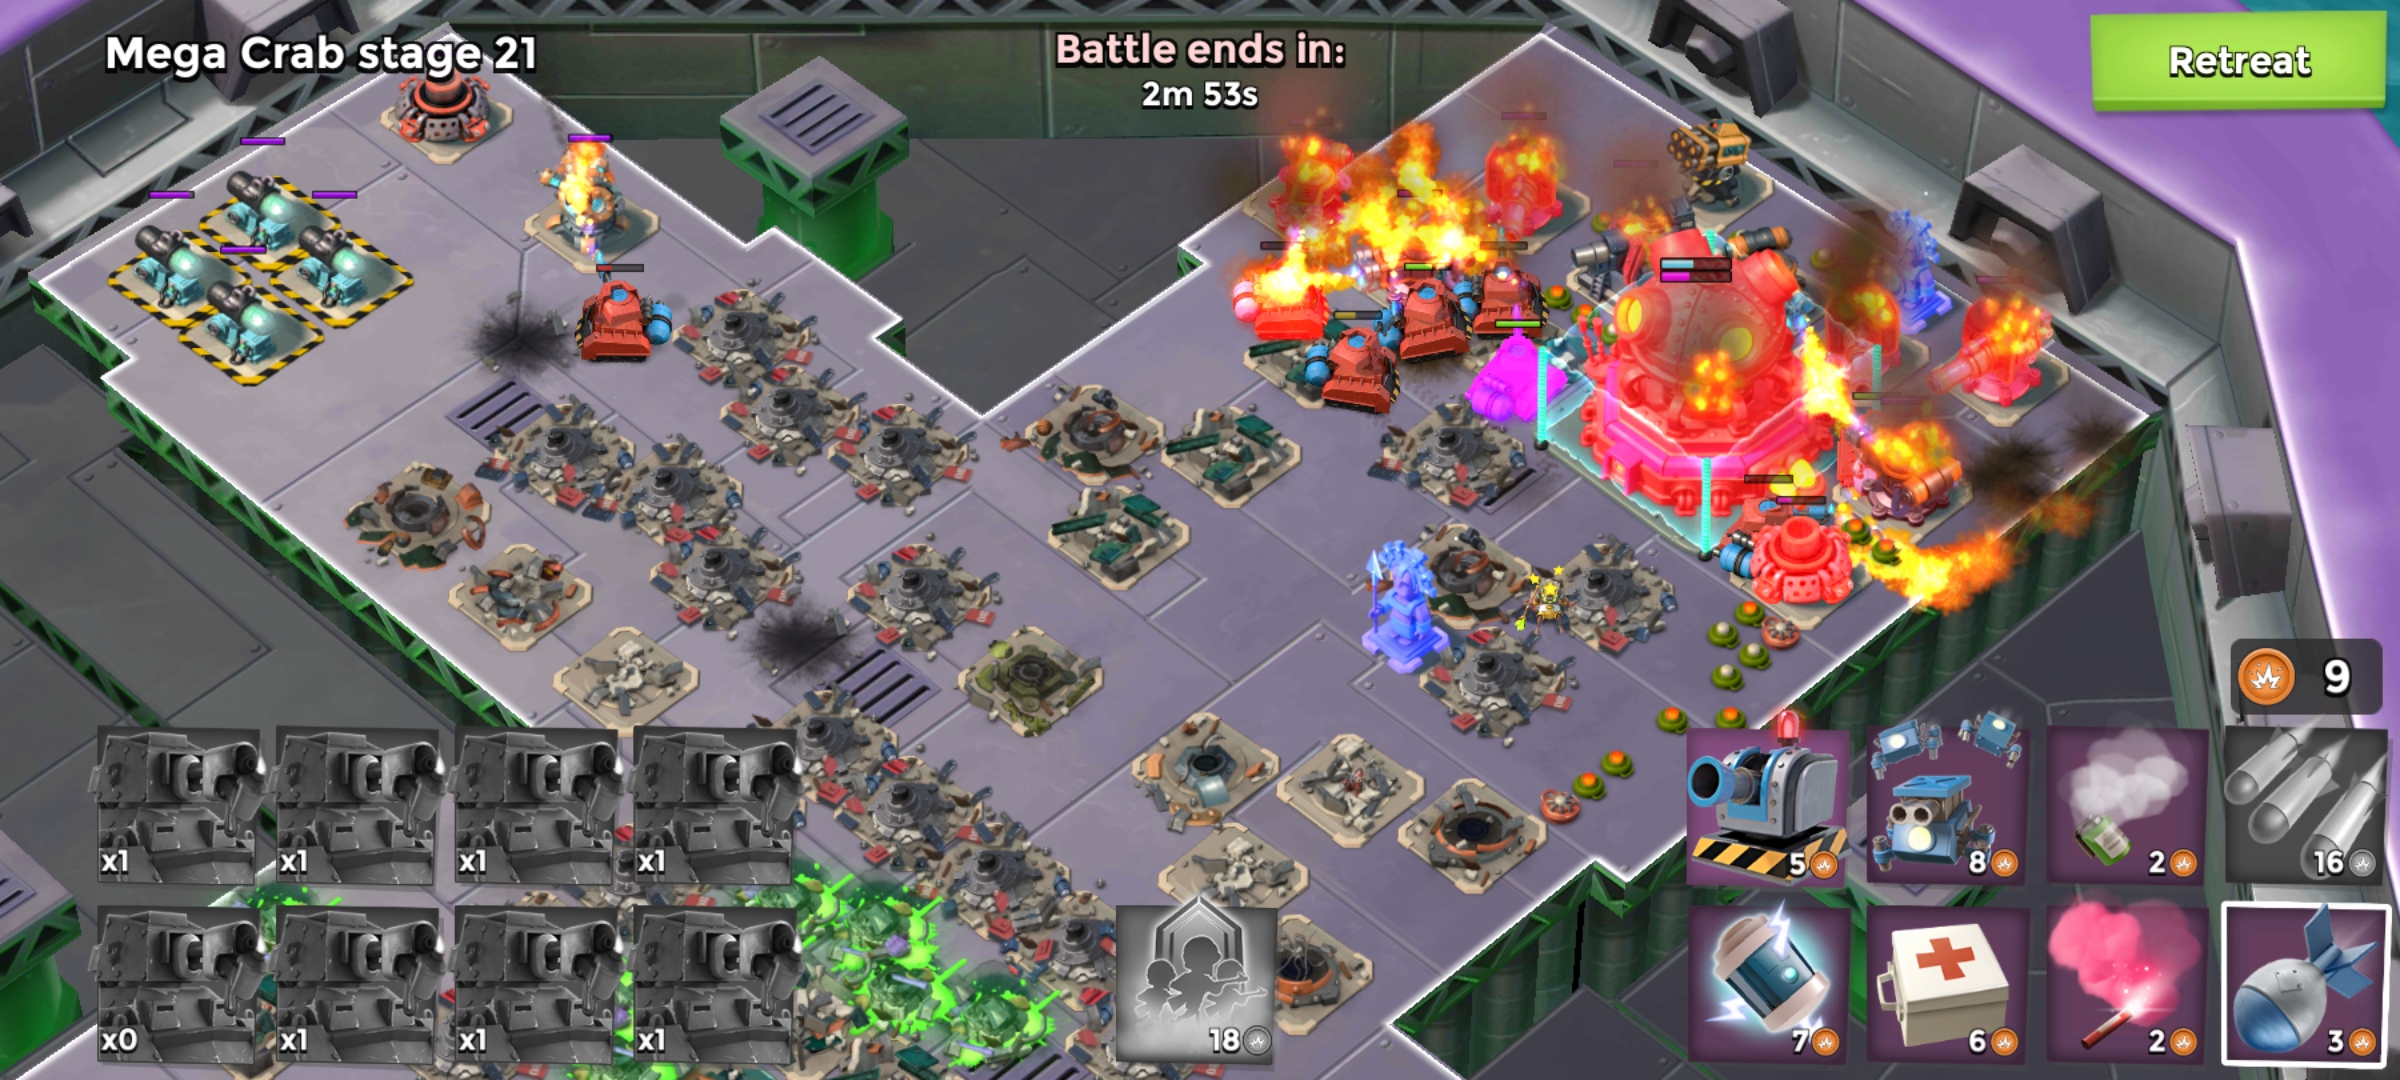 Mega Crab stage 21
Battle ends in:
2m 53s
Retreat
9
x1
x1
x1
x1
5
8
2
16
x0
x1
x1
x1
18
7
6
2
3